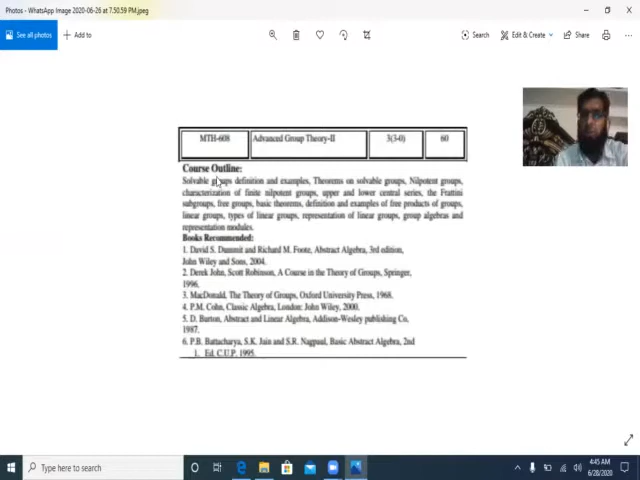 Photos - WhatsApp Image 2020-06-26 at 7.50.59 PM.jpeg
See all photos + Add to Search Edit & Create Share
MTH-608 Advanced Group Theory-II 3(3-0) 60
Course Outline:
Solvable groups definition and examples, Theorems on solvable groups, Nilpotent groups,
characterization of finite nilpotent groups, upper and lower central series, the Frattini
subgroups, free groups, basic theorems, definition and examples of free products of groups,
linear groups, types of linear groups, representation of linear groups, group algebras and
representation modules.
Books Recommended:
1. David S. Dummit and Richard M. Foote, Abstract Algebra, 3rd edition,
John Wiley and Sons, 2004.
2. Derek John, Scott Robinson, A Course in the Theory of Groups, Springer,
1996.
3. MacDonald, The Theory of Groups, Oxford University Press, 1968.
4. P.M. Cohn, Classic Algebra, London: John Wiley, 2000.
5. D. Burton, Abstract and Linear Algebra, Addison-Wesley publishing Co,
1987.
6. P.B. Battacharya, S.K. Jain and S.R. Nagpaul, Basic Abstract Algebra, 2nd
1. Ed. C.U.P. 1995.
Type here to search
4:45 AM
6/28/2020